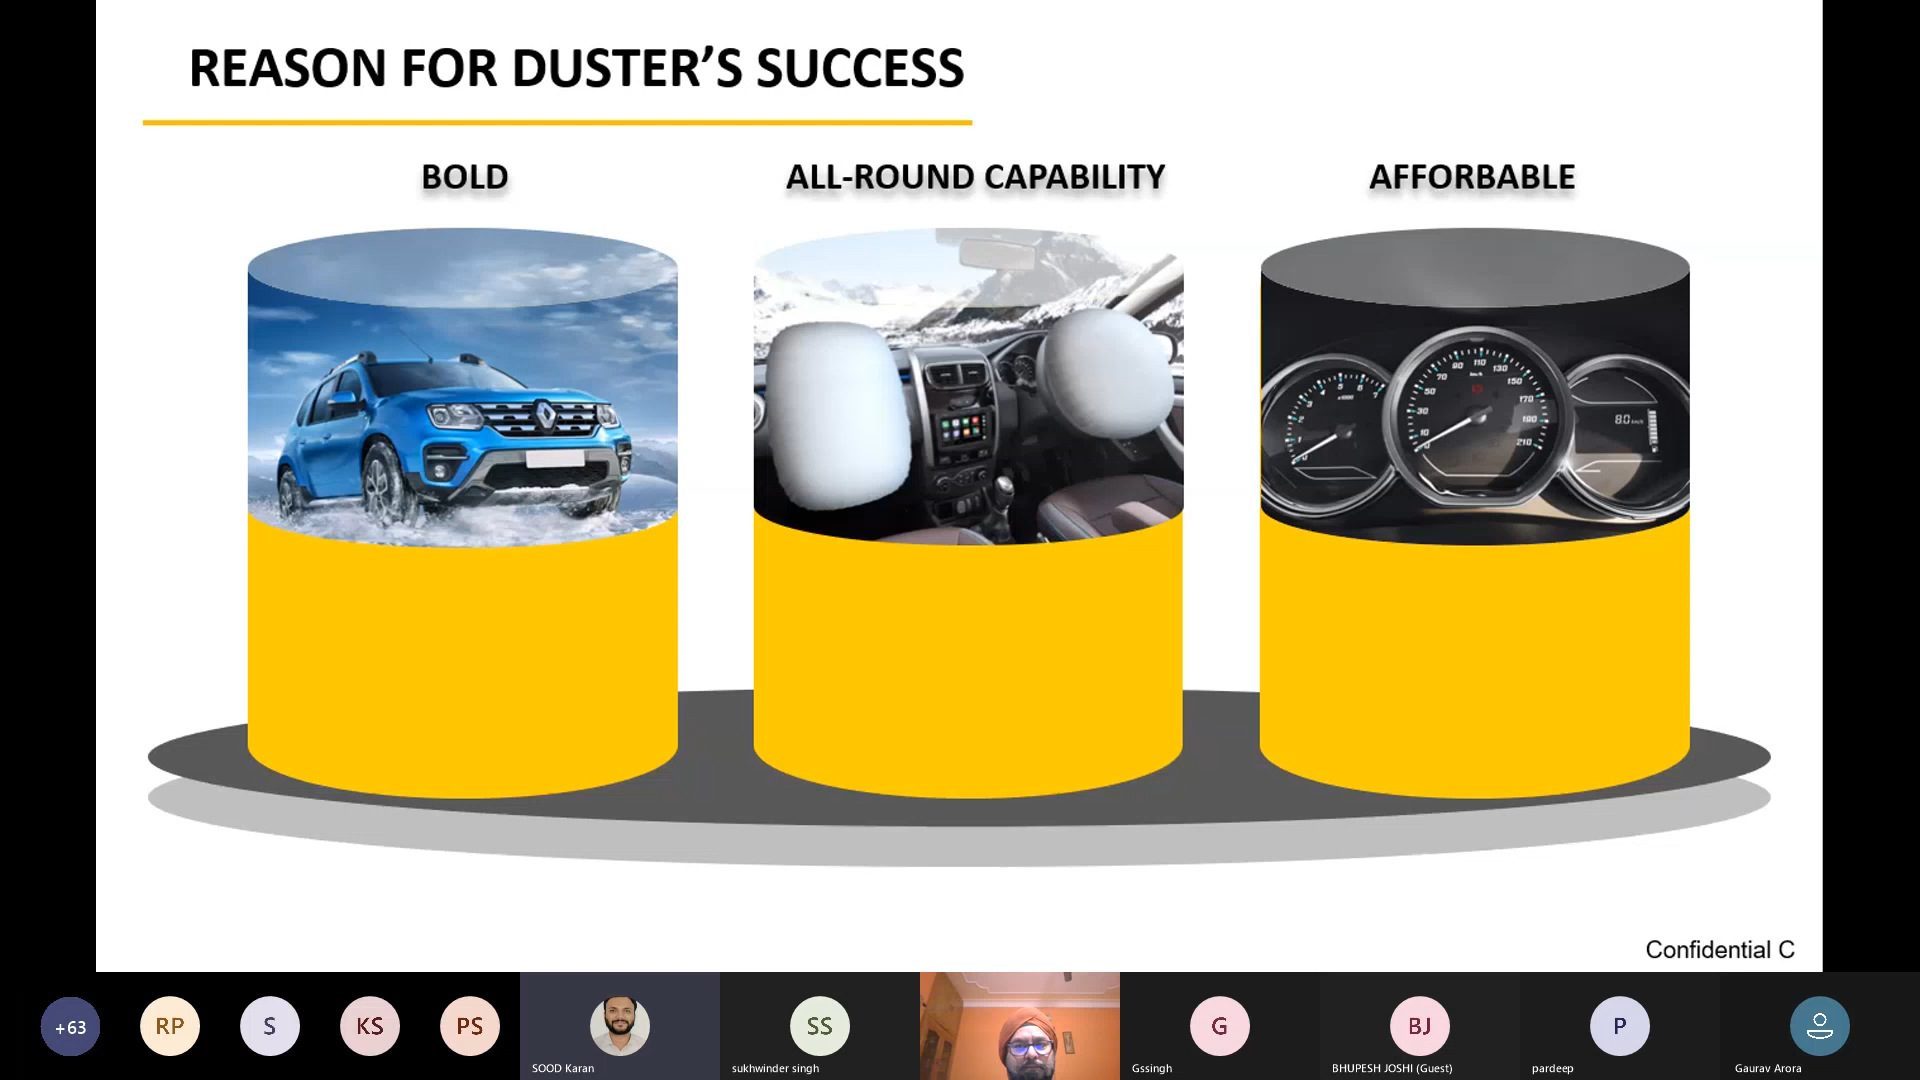 REASON FOR DUSTER’S SUCCESS
BOLD
ALL-ROUND CAPABILITY
AFFORBABLE
Confidential C
+63
RP
S
KS
PS
SOOD Karan
SS
sukhwinder singh
G
Gssingh
BJ
BHUPESH JOSHI (Guest)
P
pardeep
Gaurav Arora